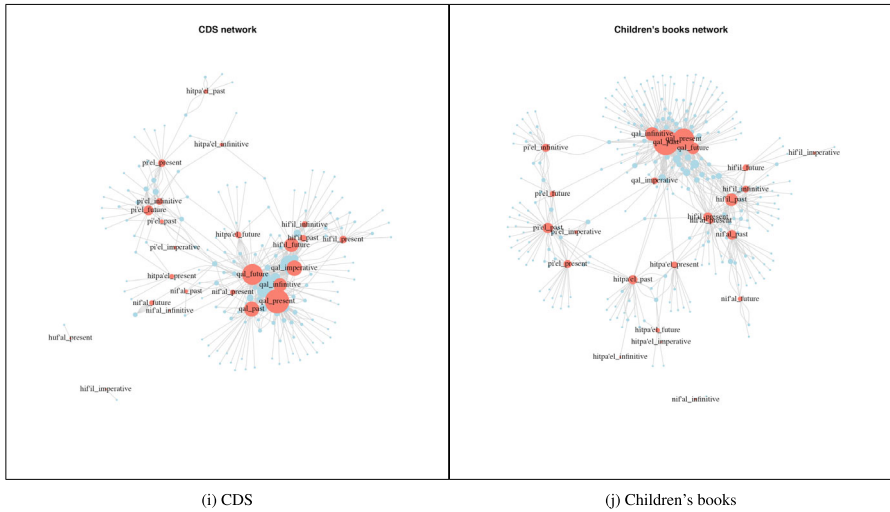 CDS network
hitpa'el_past
hitpa'el_infinitive
pi'el_present
pi'el_infinitive
pi'el_future
pi'el_past
hitpa'el_future
hif'il_infinitive
hif'il_past
hif'il_present
hif'il_future
pi'el_imperative
qal_imperative
qal_future
hitpa'el_present
qal_infinitive
nif'al_past
nif'al_present
nif'al_future
qal_present
nif'al_infinitive
qal_past
huf'al_present
hif'il_imperative
(i) CDS
Children's books network
qal_infinitive
qal_present
qal_past
qal_future
pi'el_infinitive
hif'il_imperative
hif'il_future
qal_imperative
hif'il_infinitive
pi'el_future
hif'il_past
hif'il_present
nif'al_present
pi'el_past
pi'el_imperative
nif'al_past
pi'el_present
hitpa'el_present
hitpa'el_past
nif'al_future
hitpa'el_future
hitpa'el_imperative
hitpa'el_infinitive
nif'al_infinitive
(j) Children's books